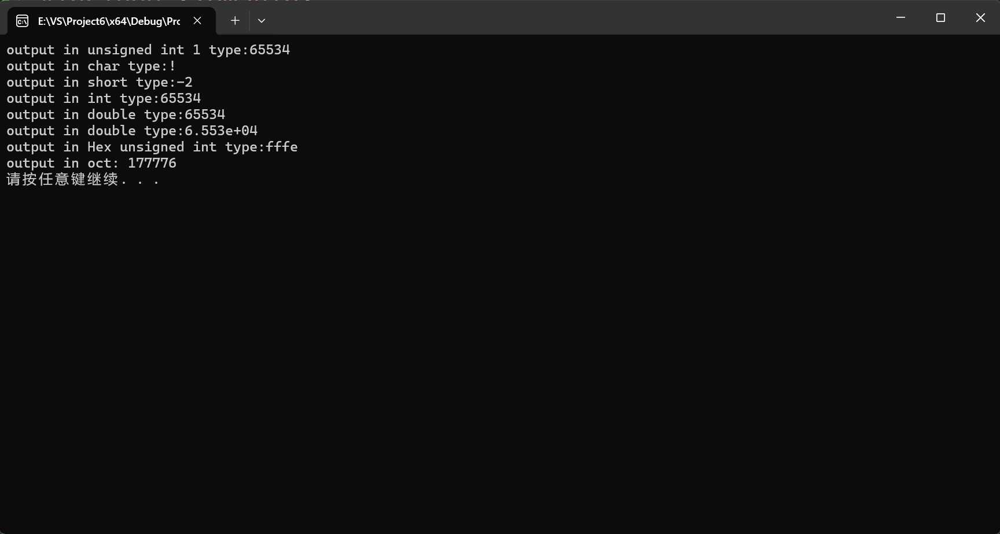 E:\VS\Project6\x64\Debug\Prc
output in unsigned int 1 type:65534
output in char type:!
output in short type:-2
output in int type:65534
output in double type:65534
output in double type:6.553e+04
output in Hex unsigned int type:fffe
output in oct: 177776
请按任意键继续. . .